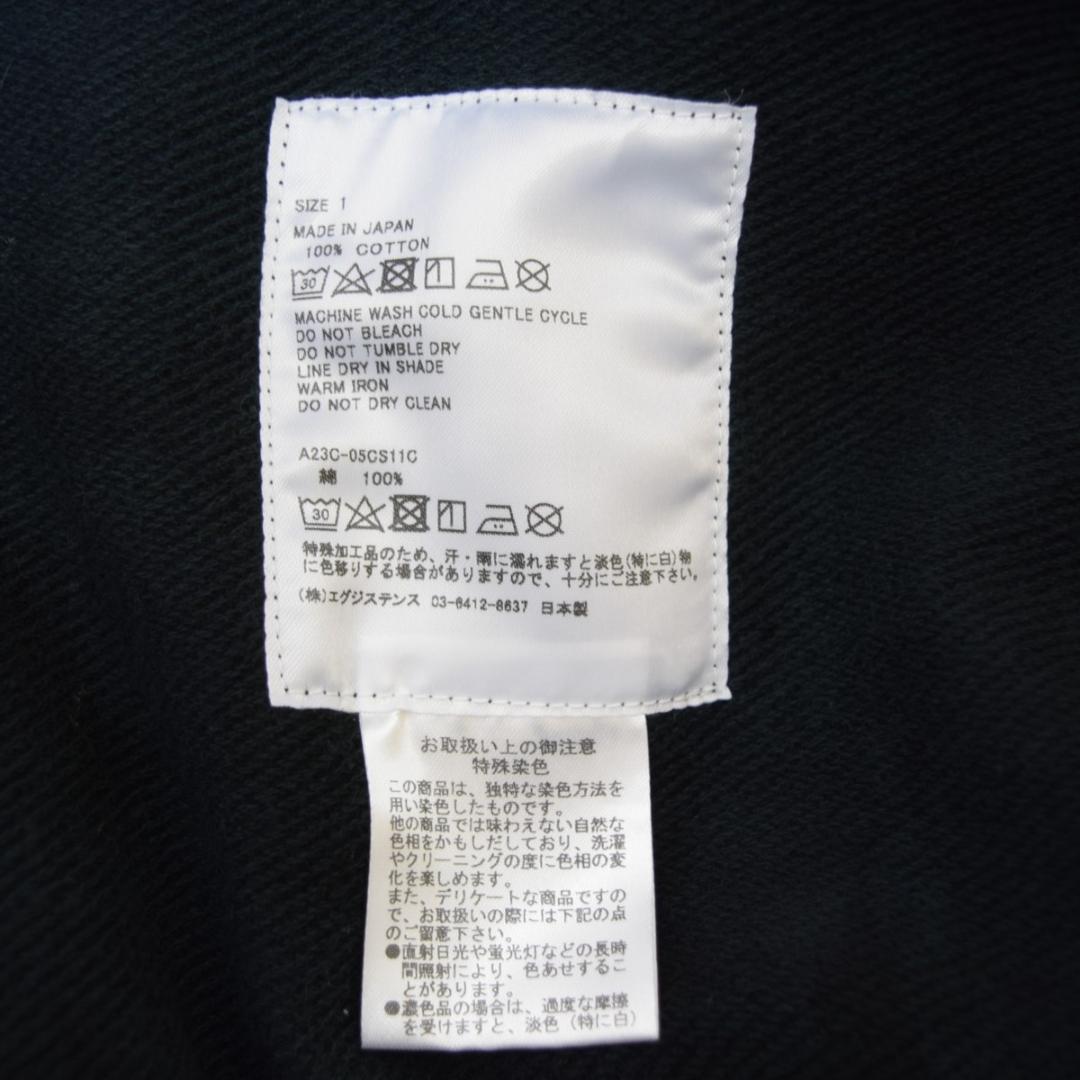 SIZE 1
MADE IN JAPAN
100% COTTON
30
MACHINE WASH COLD GENTLE CYCLE
DO NOT BLEACH
DO NOT TUMBLE DRY
LINE DRY IN SHADE
WARM IRON
DO NOT DRY CLEAN
A23C-05CS11C
綿 100%
30
特殊加工品のため、汗・雨に濡れますと淡色(特に白)物
に色移りする場合がありますので、十分にご注意下さい。
(株)エグジステンス 03-6412-8637 日本製
お取扱い上の御注意
特殊染色
この商品は、独特な染色方法を
用い染色したものです。
他の商品では味わえない自然な
色相をかもしだしており、洗濯
やクリーニングの度に色相の変
化を楽しめます。
また、デリケートな商品ですの
で、お取扱いの際には下記の点
のご留意下さい。
●直射日光や蛍光灯などの長時
間照射により、色あせするこ
とがあります。
●濃色品の場合は、過度な摩擦
を受けますと、淡色（特に白）